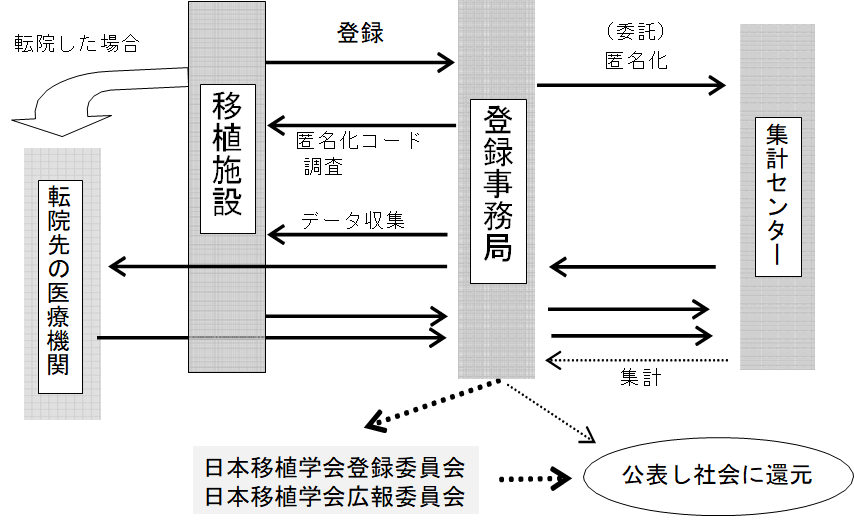 転院した場合
登録
（委託）
匿名化
移植施設
登録事務局
集計センター
匿名化コード
調査
データ収集
転院先の医療機関
集計
日本移植学会登録委員会
日本移植学会広報委員会
公表し社会に還元